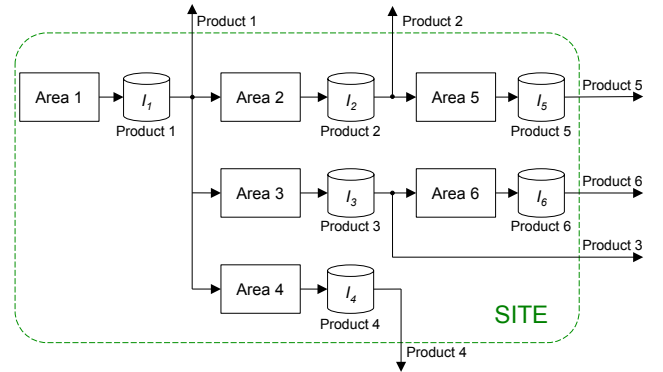 Product 1
Product 2
Area 1
I1
Product 1
Area 2
I2
Product 2
Area 5
I5
Product 5
Product 5
Area 3
I3
Product 3
Area 6
I6
Product 6
Product 6
Product 3
Area 4
I4
Product 4
SITE
Product 4